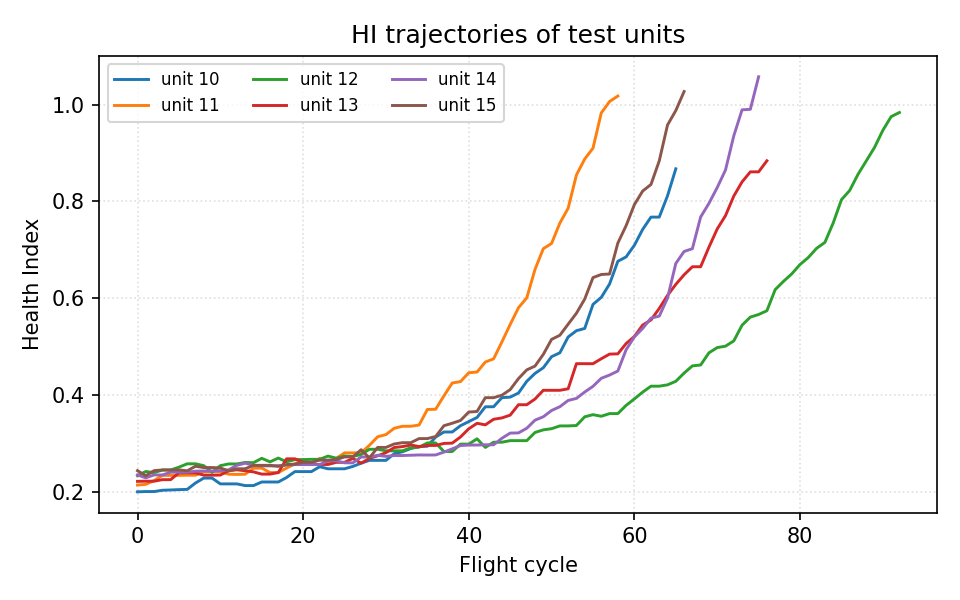 HI trajectories of test units
unit 10 unit 12 unit 14
unit 11 unit 13 unit 15
Health Index
1.0
0.8
0.6
0.4
0.2
0 20 40 60 80
Flight cycle